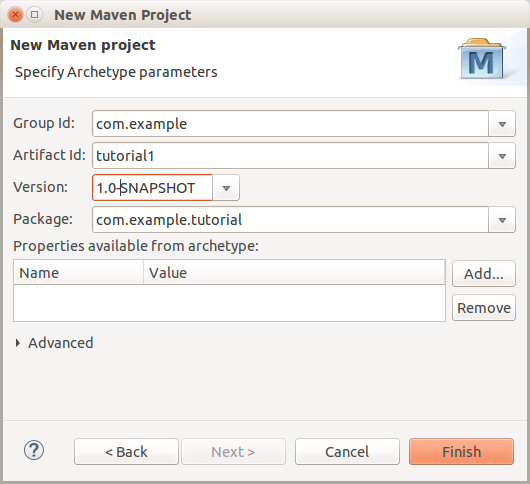 New Maven Project
New Maven project
Specify Archetype parameters
M
Group Id: com.example
Artifact Id: tutorial1
Version: 1.0-SNAPSHOT
Package: com.example.tutorial
Properties available from archetype:
Name Value
Add...
Remove
Advanced
? < Back Next > Cancel Finish